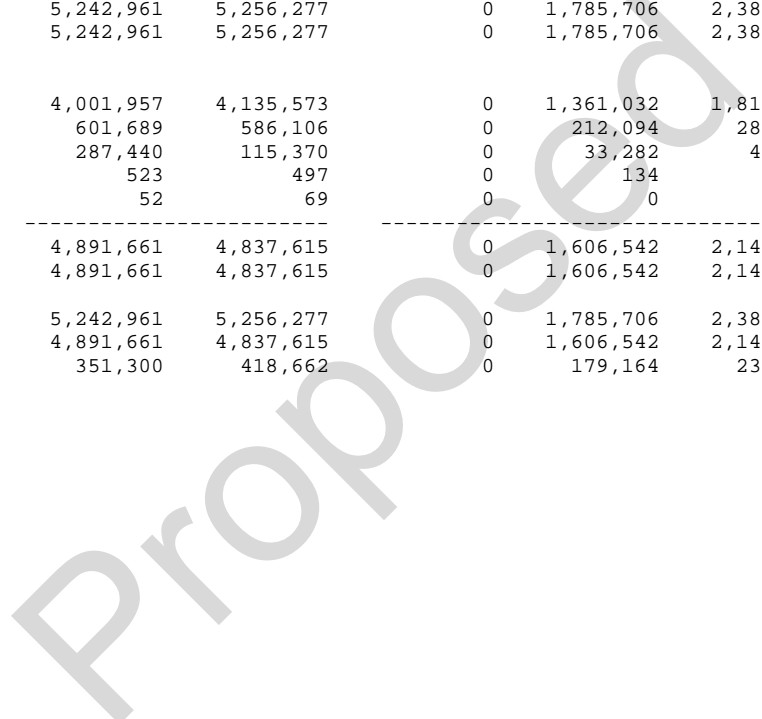 5,242,961 5,256,277 0 1,785,706 2,38
5,242,961 5,256,277 0 1,785,706 2,38
4,001,957 4,135,573 0 1,361,032 1,81
601,689 586,106 0 212,094 28
287,440 115,370 0 33,282 4
523 497 0 134
52 69 0 0
------------------------ ------------------------------
4,891,661 4,837,615 0 1,606,542 2,14
4,891,661 4,837,615 0 1,606,542 2,14
5,242,961 5,256,277 0 1,785,706 2,38
4,891,661 4,837,615 0 1,606,542 2,14
351,300 418,662 0 179,164 23
Proposed